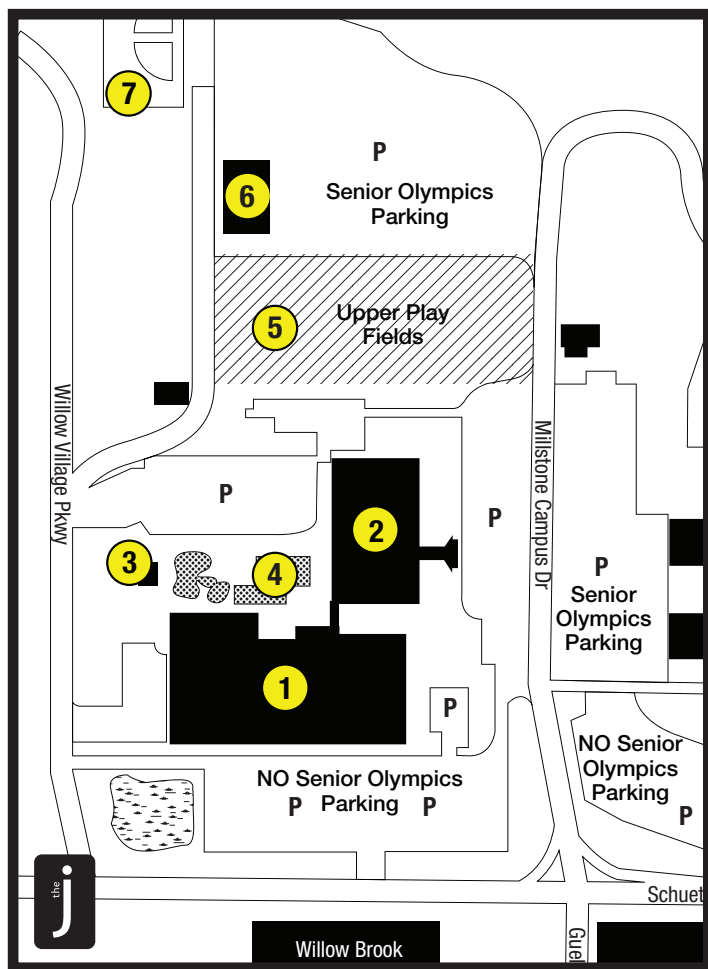 7
P
6
Senior Olympics
Parking
5
Upper Play
Fields
Willow Village Pkwy
Millstone Campus Dr
P
2
P
3
4
P
Senior
Olympics
Parking
1
P
NO Senior Olympics
Parking
P
P
NO Senior
Olympics
Parking
P
the
j
Schuet
Guel
Willow Brook